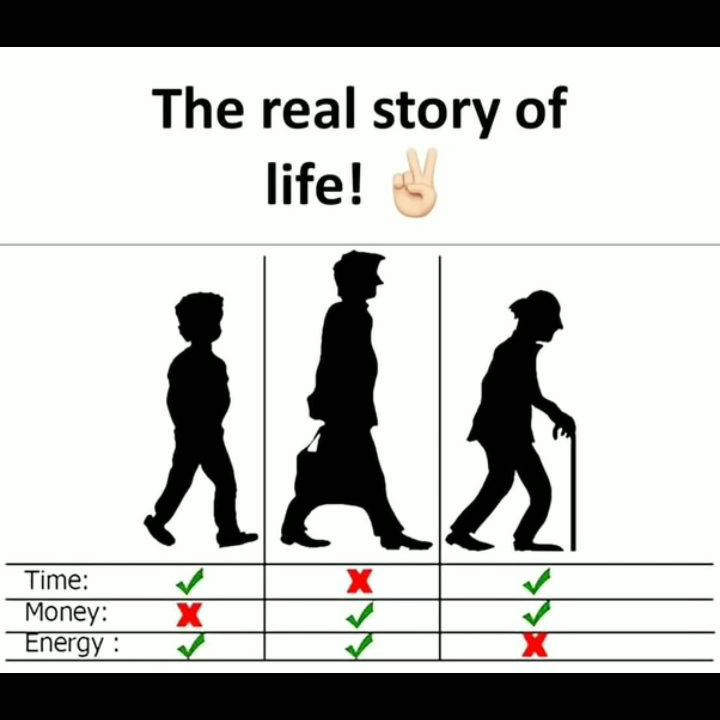 The real story of
life! ✌🏻
Time: ✔ ✘ ✔
Money: ✘ ✔ ✔
Energy : ✔ ✔ ✘